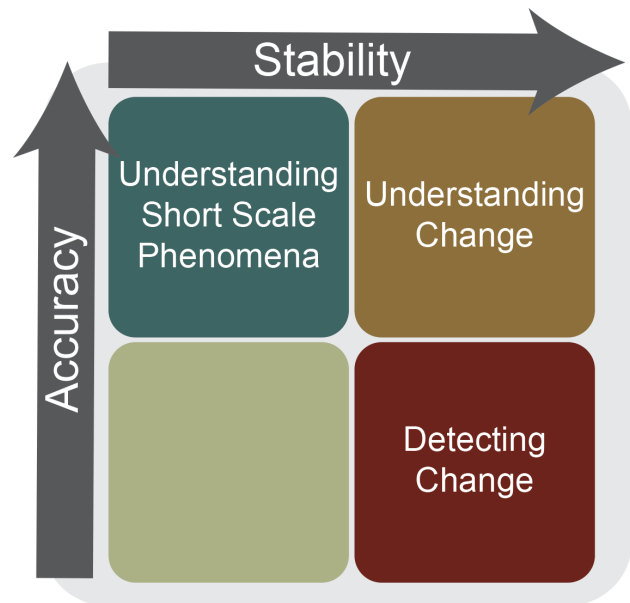 Stability
Accuracy
Understanding
Short Scale
Phenomena
Understanding
Change
Detecting
Change